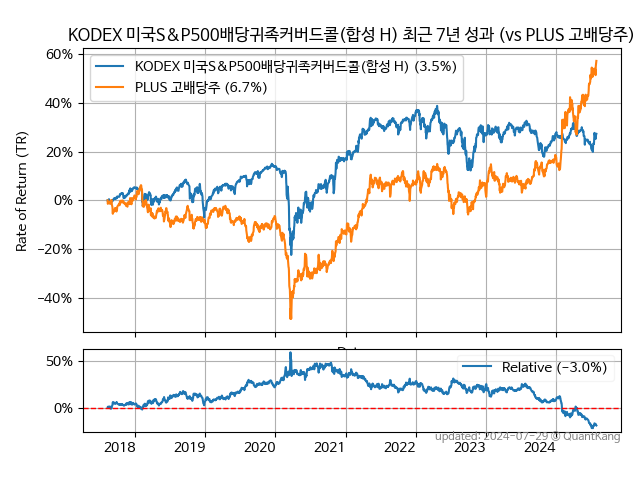 KODEX 미국S&P500배당귀족커버드콜(합성 H) 최근 7년 성과 (vs PLUS 고배당주)
60%
40%
20%
0%
−20%
−40%
Rate of Return (TR)
KODEX 미국S&P500배당귀족커버드콜(합성 H) (3.5%)
PLUS 고배당주 (6.7%)
50%
0%
Relative (−3.0%)
2018 2019 2020 2021 2022 2023 2024
updated: 2024-07-29 © QuantKang